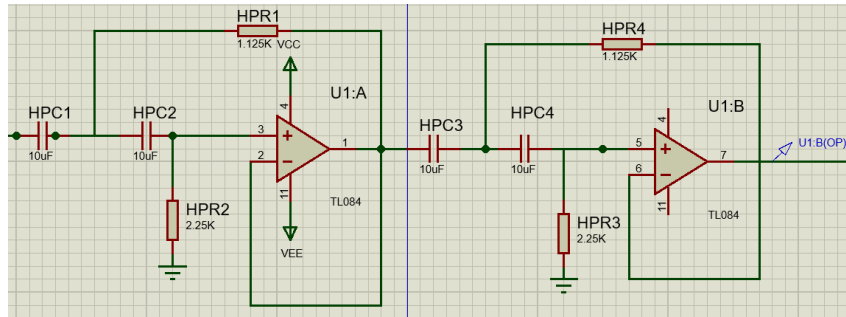 HPR1
1.125K
VCC
HPC1
10uF
HPC2
10uF
HPR2
2.25K
U1:A
4
3
2
1
11
TL084
VEE
HPC3
10uF
HPC4
10uF
HPR4
1.125K
HPR3
2.25K
U1:B
4
5
6
7
11
TL084
U1:B(OP)